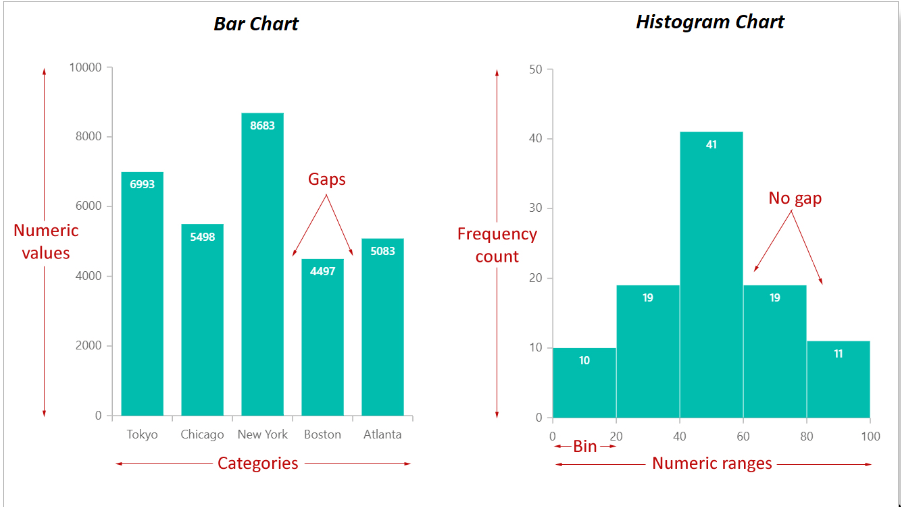 Bar Chart
10000
8000
6000
4000
2000
0
Numeric
values
6993
5498
8683
4497
5083
Gaps
Tokyo
Chicago
New York
Boston
Atlanta
Categories
Histogram Chart
50
40
30
20
10
0
Frequency
count
10
19
41
19
11
No gap
0
20
40
60
80
100
Bin
Numeric ranges